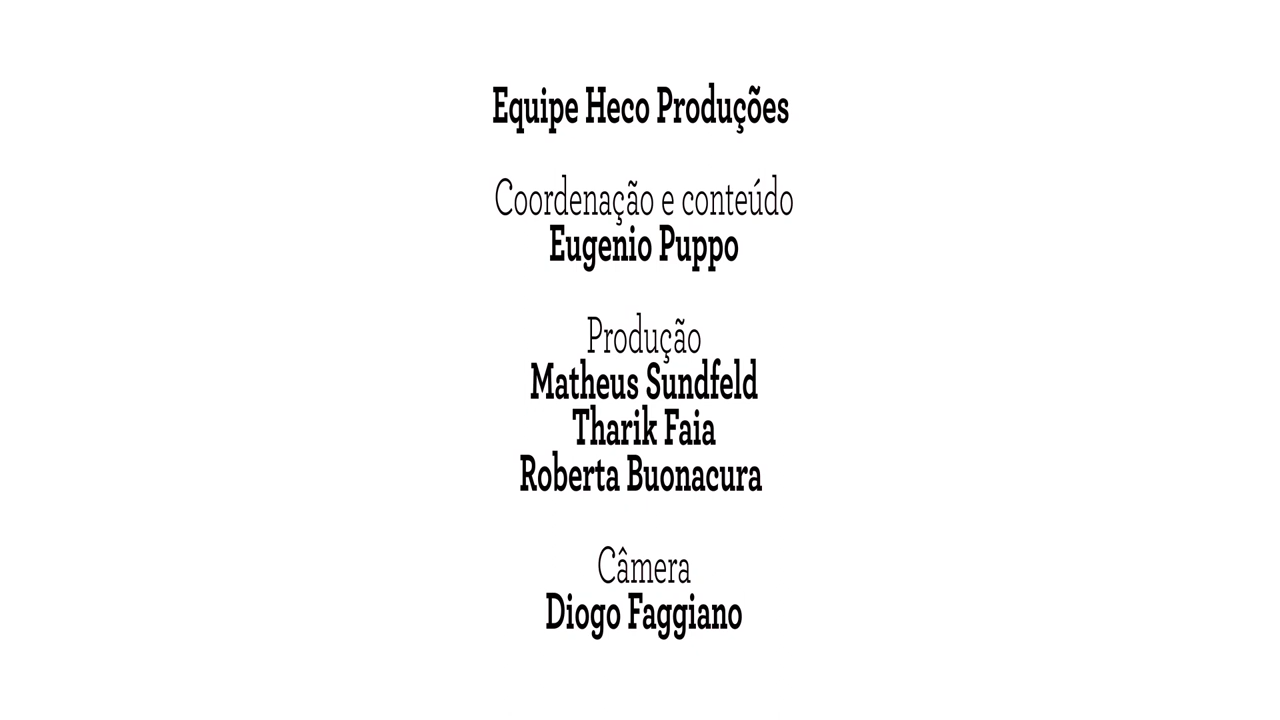 Equipe Heco Produções
Coordenação e conteúdo
Eugenio Puppo
Produção
Matheus Sundfeld
Tharik Faia
Roberta Buonacura
Câmera
Diogo Faggiano